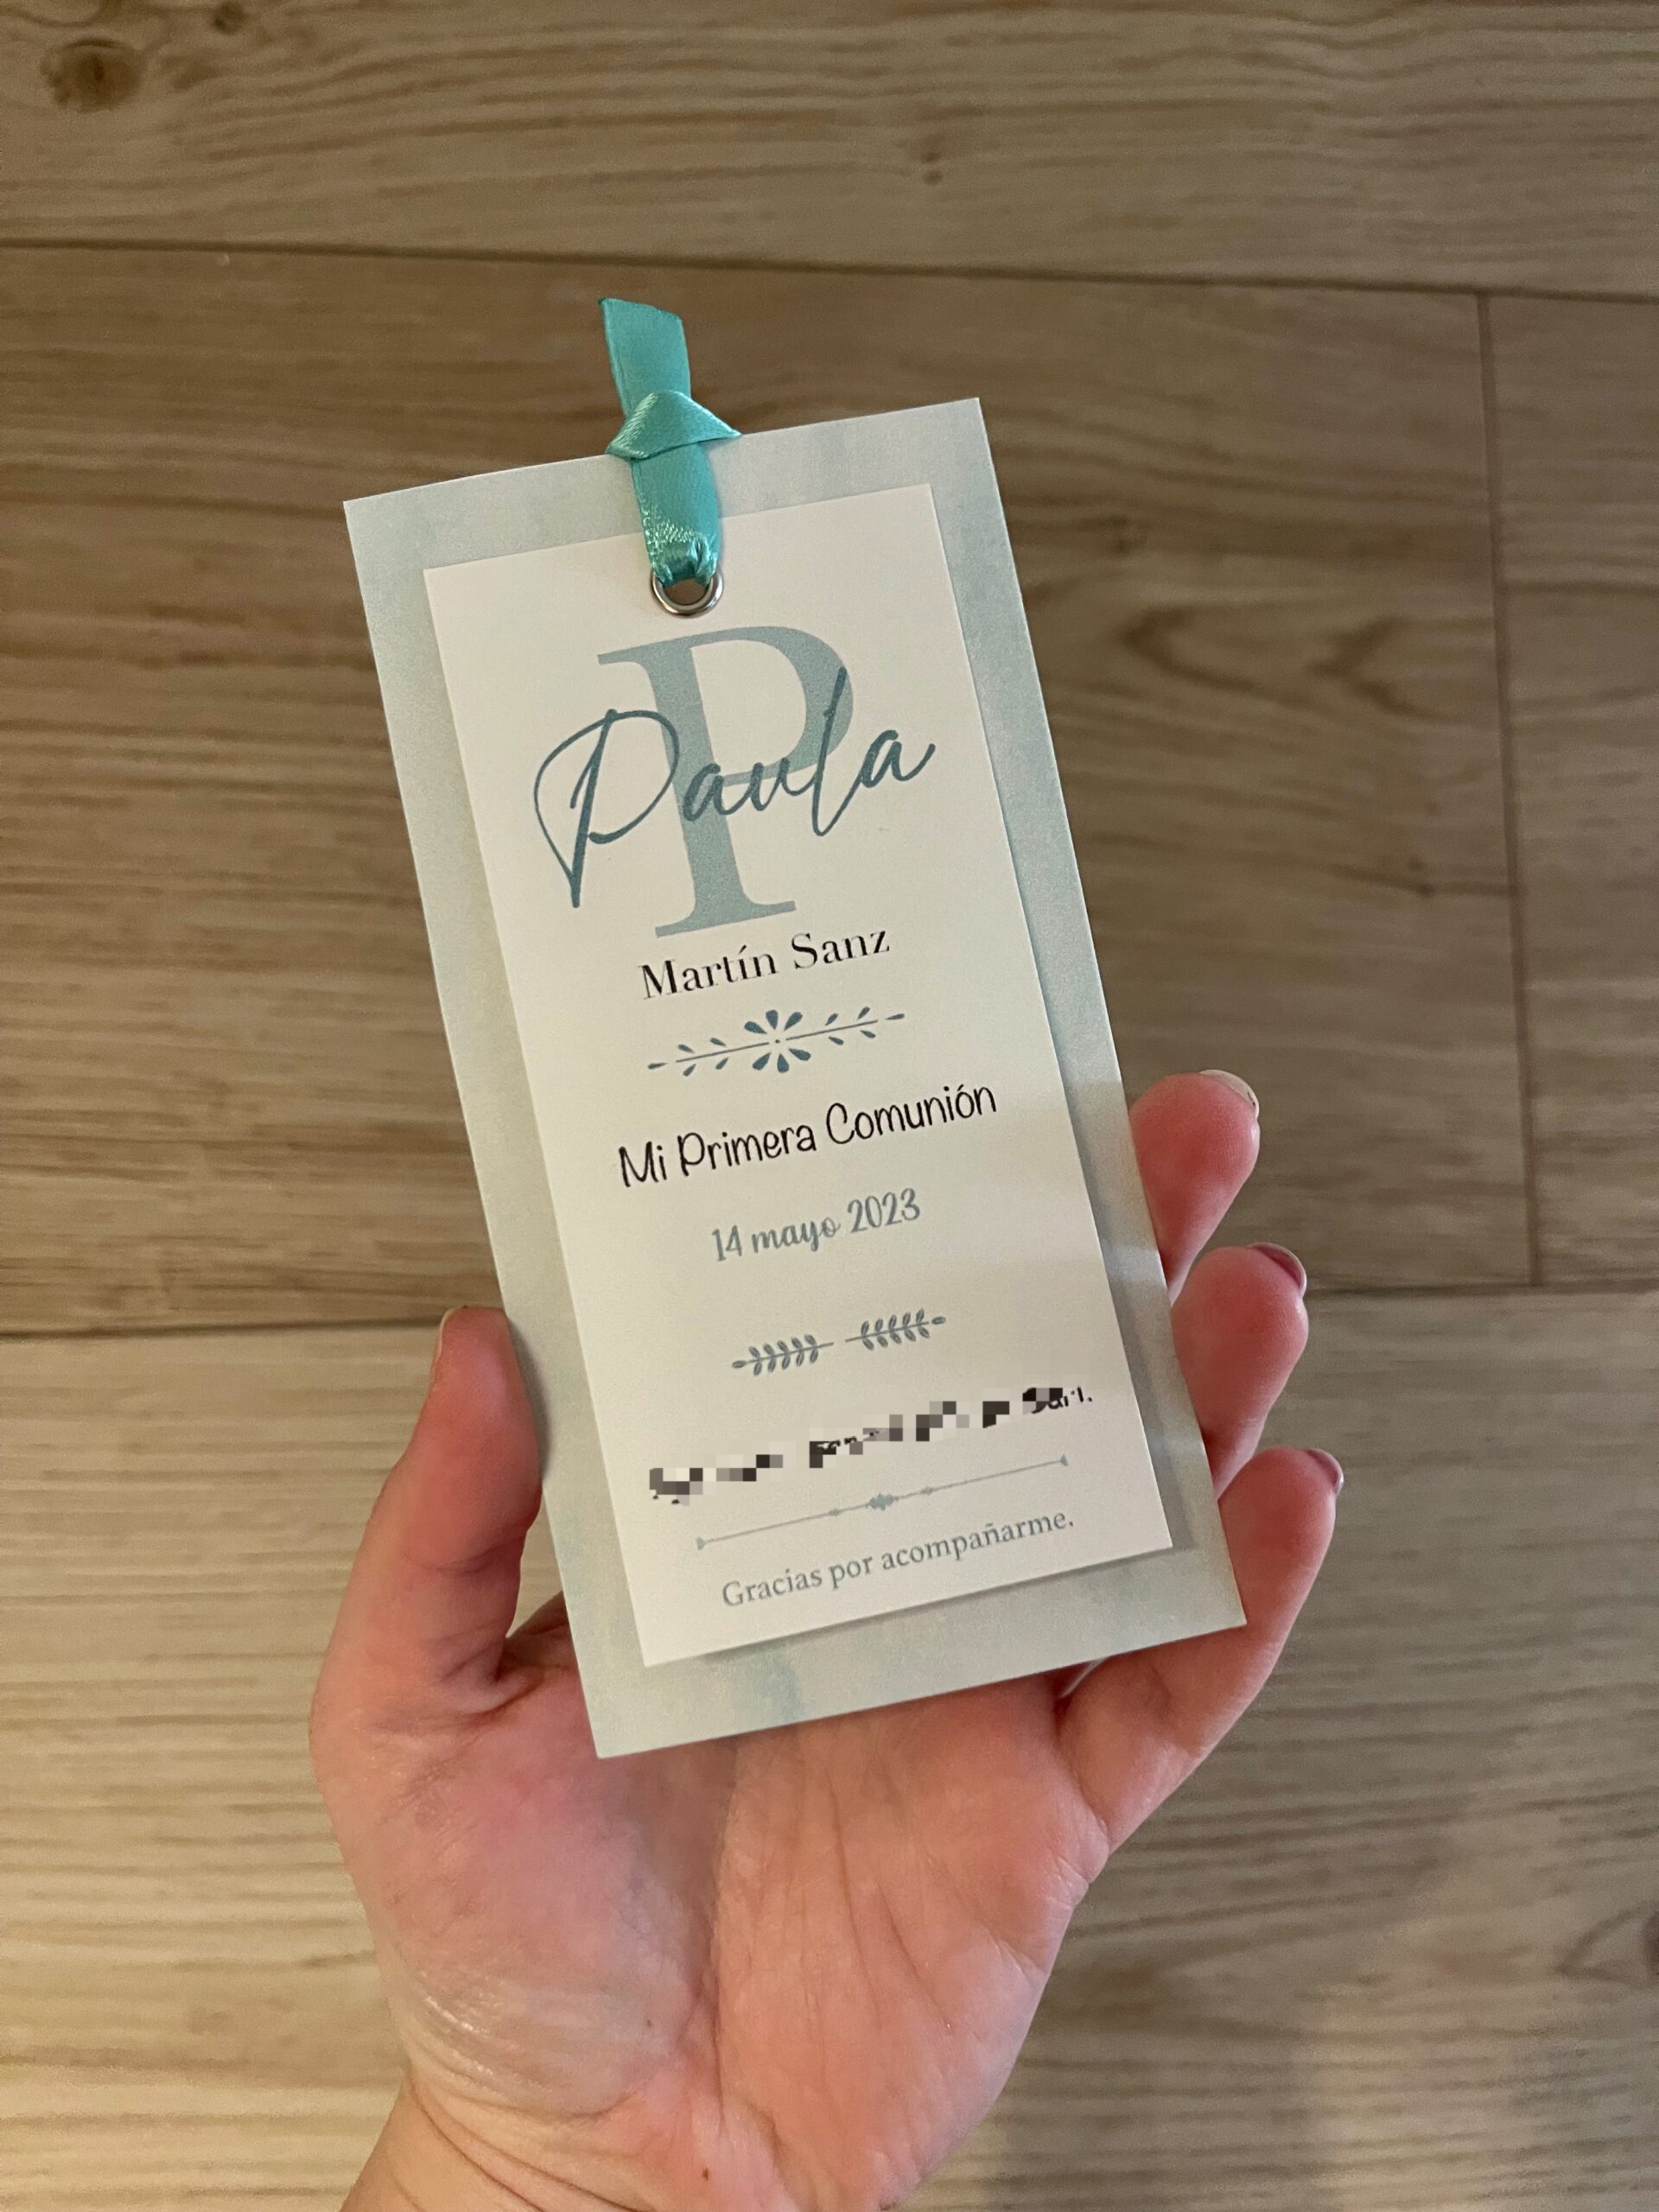 P
Paula
Martín Sanz
Mi Primera Comunión
14 mayo 2023
Gracias por acompañarme.